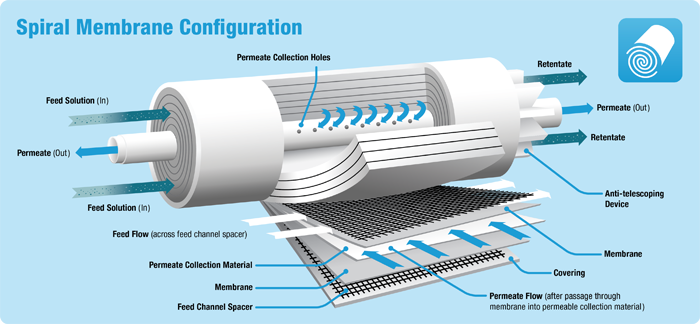 Spiral Membrane Configuration
Permeate Collection Holes
Retentate
Feed Solution (In)
Permeate (Out)
Permeate (Out)
Retentate
Feed Solution (In)
Anti-telescoping
Device
Feed Flow (across feed channel spacer)
Membrane
Permeate Collection Material
Covering
Membrane
Permeate Flow (after passage through
membrane into permeable collection material)
Feed Channel Spacer